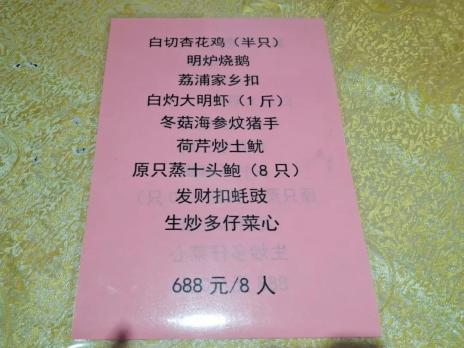 白切杏花鸡（半只）
明炉烧鹅
荔浦家乡扣
白灼大明虾（1斤）
冬菇海参炆猪手
荷芹炒土鱿
原只蒸十头鲍（8只）
发财扣蚝豉
生炒多仔菜心
688 元/8 人